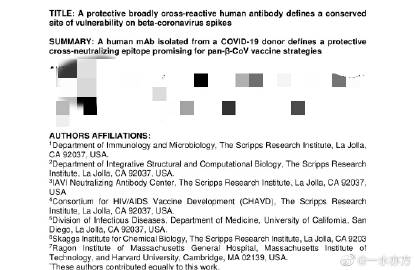 TITLE: A protective broadly cross-reactive human antibody defines a conserved
site of vulnerability on beta-coronavirus spikes
SUMMARY: A human mAb isolated from a COVID-19 donor defines a protective
cross-neutralizing epitope promising for pan-β-CoV vaccine strategies
AUTHORS AFFILIATIONS:
1Department of Immunology and Microbiology, The Scripps Research Institute, La Jolla,
CA 92037, USA.
2Department of Integrative Structural and Computational Biology, The Scripps Research
Institute, La Jolla, CA 92037, USA.
3IAVI Neutralizing Antibody Center, The Scripps Research Institute, La Jolla, CA 92037,
USA
4Consortium for HIV/AIDS Vaccine Development (CHAVD), The Scripps Research
Institute, La Jolla, CA 92037, USA.
5Division of Infectious Diseases, Department of Medicine, University of California, San
Diego, La Jolla, CA 92037, USA.
6Skaggs Institute for Chemical Biology, The Scripps Research Institute, La Jolla, CA 9203
7Ragon Institute of Massachusetts General Hospital, Massachusetts Institute of
Technology, and Harvard University, Cambridge, MA 02139, USA.
*These authors contributed equally to this work.
@一水亦方